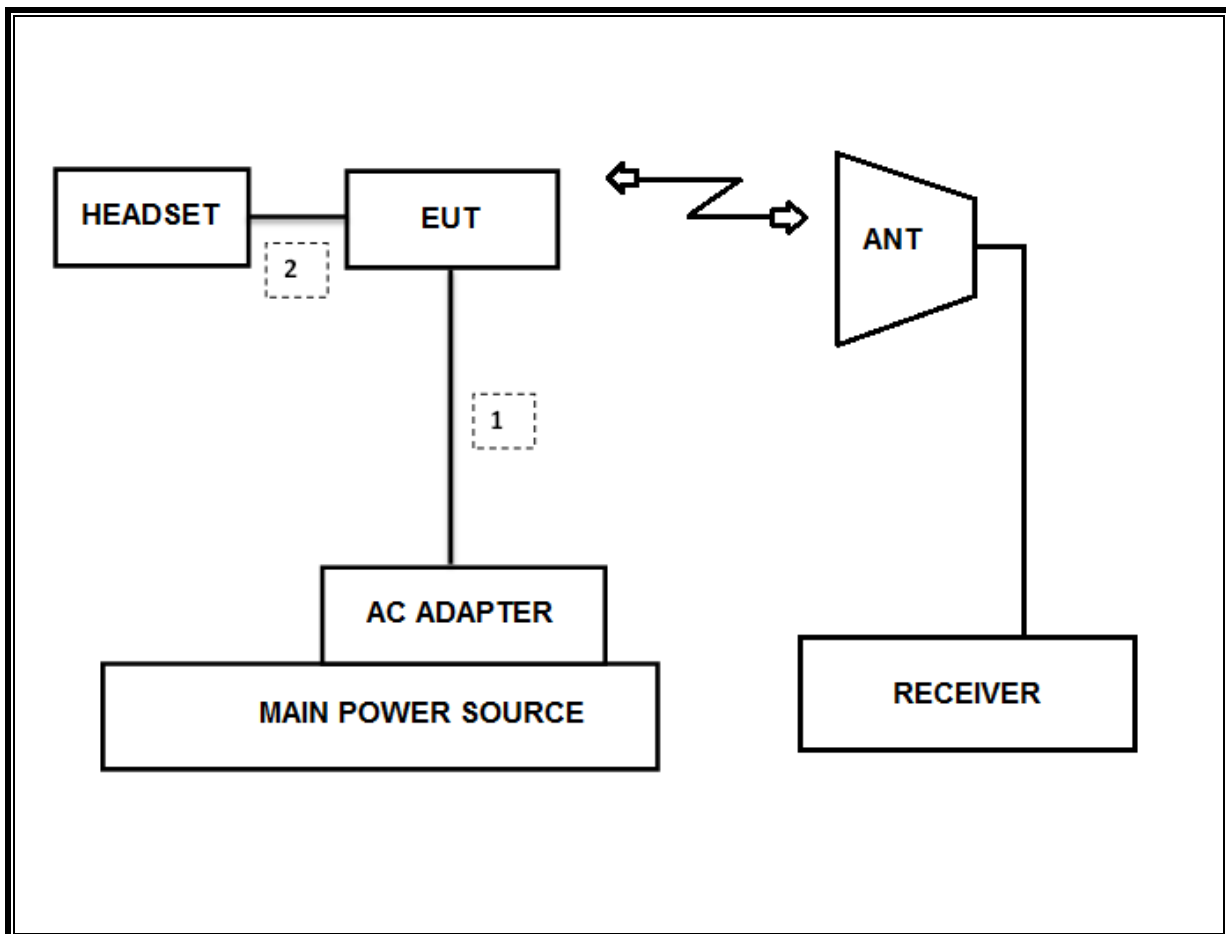 HEADSET
EUT
ANT
2
1
AC ADAPTER
MAIN POWER SOURCE
RECEIVER